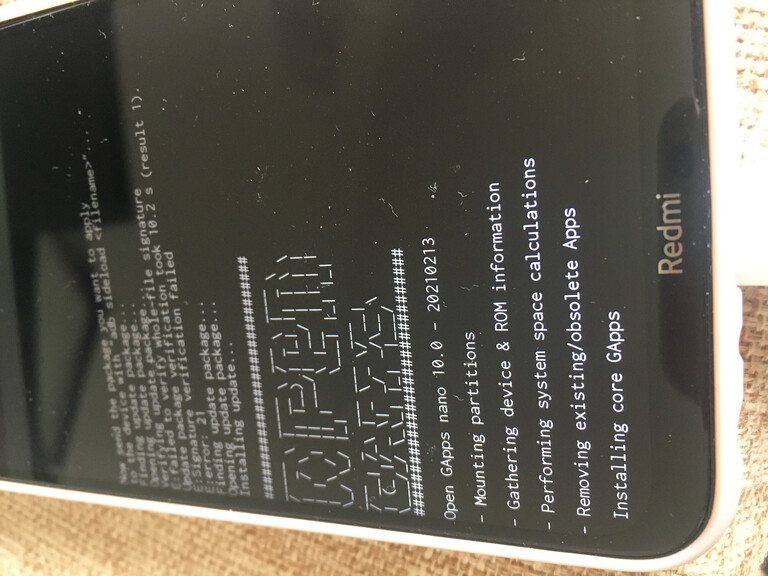 Now send the package you want to apply
to the device with "adb sideload <filename>"...
Finding update package...
Opening update package...
Verifying update package...
E:failed to verify whole-file signature
Update package verification took 10.2 s (result 1).
E:Signature verification failed
E:error: 21
Finding update package...
Opening update package...
Installing update...
##############################
OPEN
GAPPS
##############################
Open GApps nano 10.0 - 20210213
- Mounting partitions
- Gathering device & ROM information
- Performing system space calculations
- Removing existing/obsolete Apps
Installing core GApps
Redmi